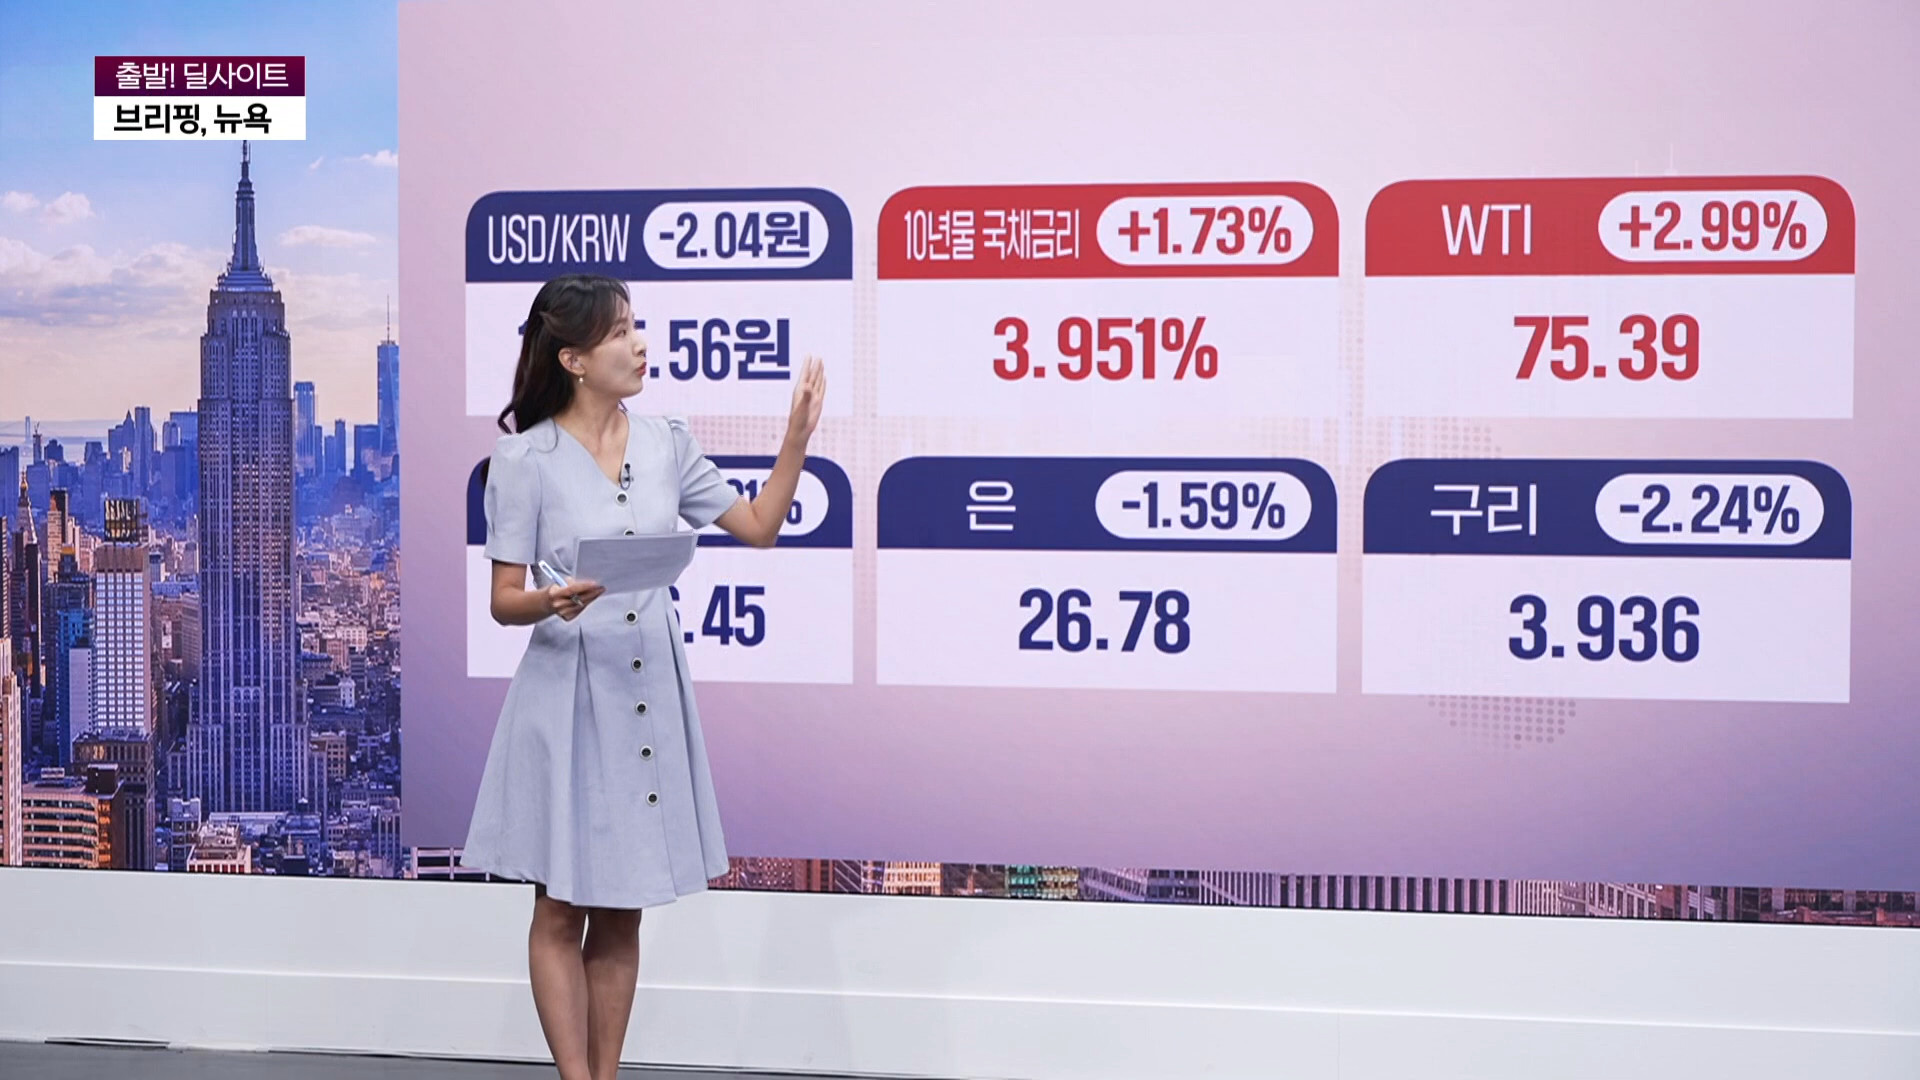 출발! 딜사이트
브리핑, 뉴욕
USD/KRW -2.04원
10년물 국채금리 +1.73%
WTI +2.99%
.56원
3.951%
75.39
은 -1.59%
구리 -2.24%
.45
26.78
3.936